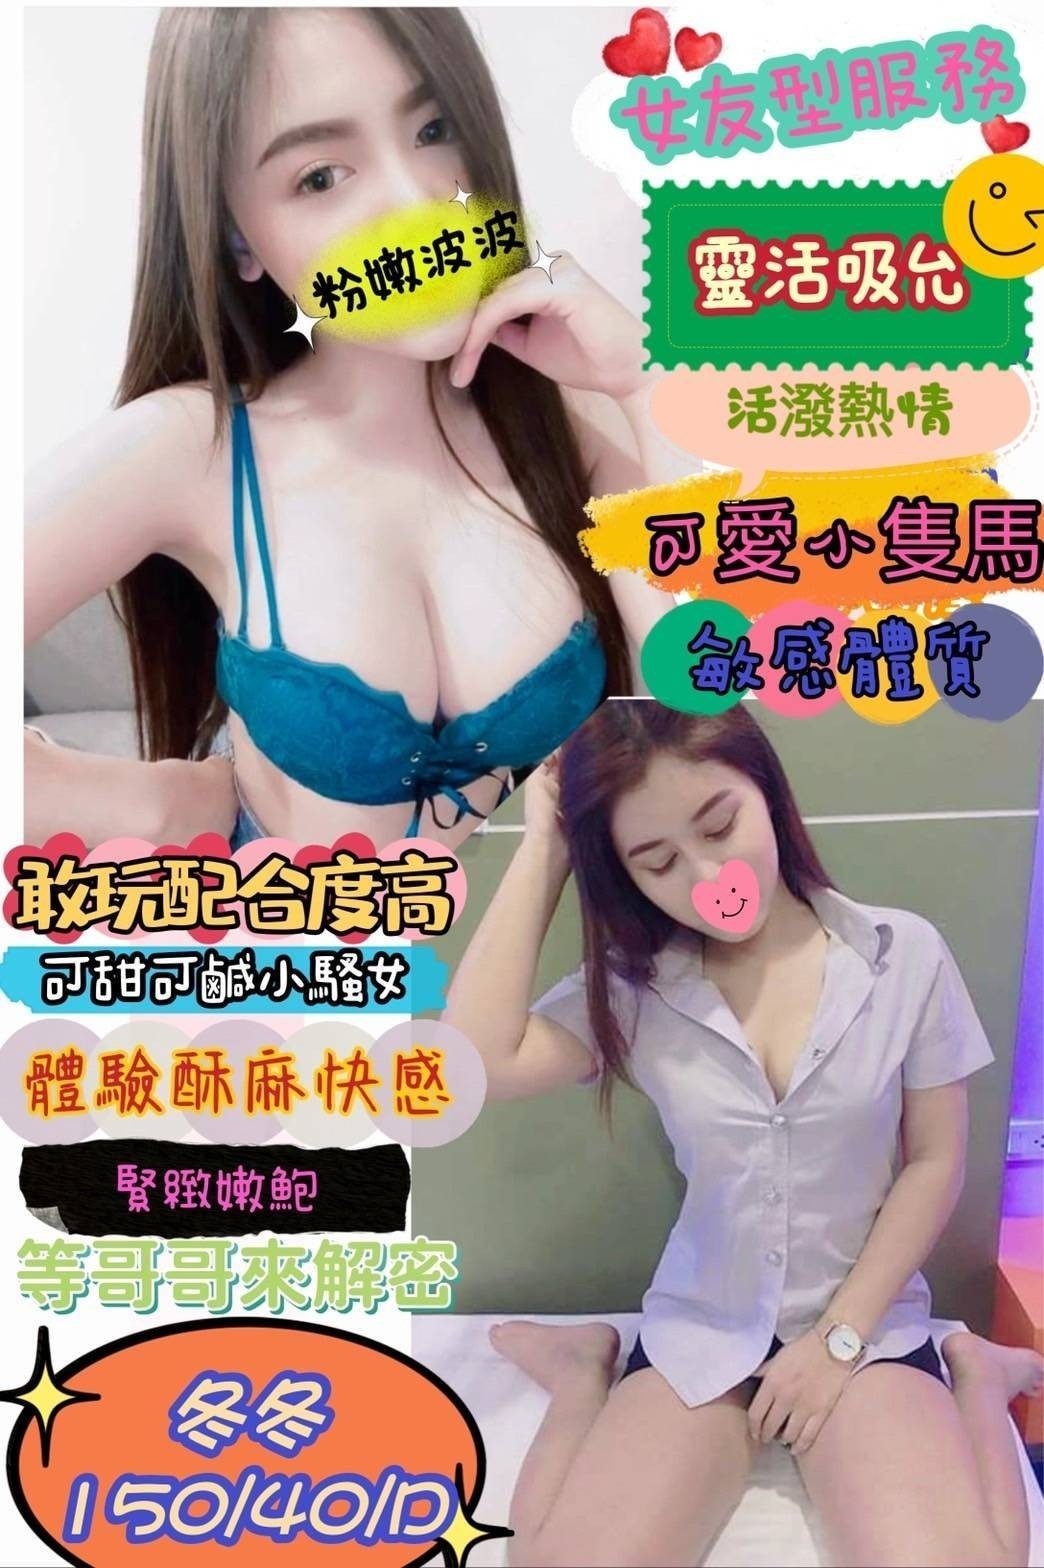 女友型服務
粉嫩波波
靈活吸允
活潑熱情
可愛小隻馬
敏感體質
敢玩配合度高
可甜可鹹小騷女
體驗酥麻快感
緊緻嫩鮑
等哥哥來解密
冬冬
150/40/D